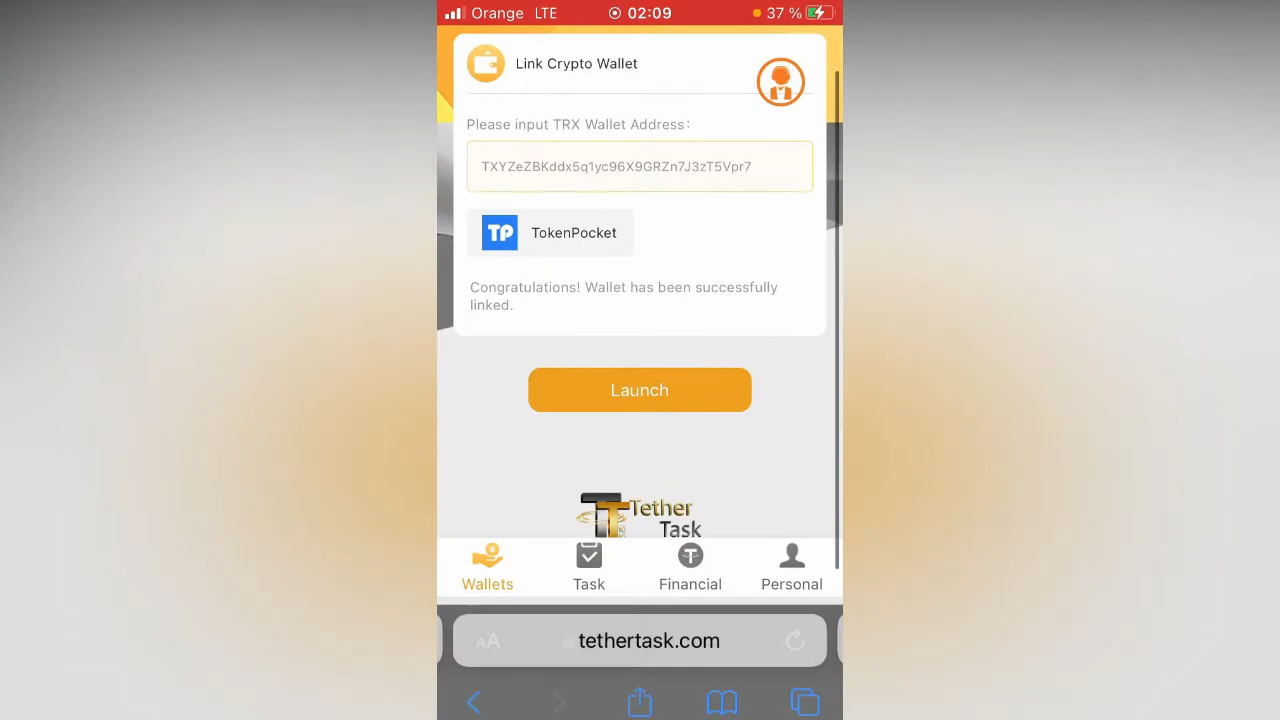 Orange LTE 02:09 37 %
Link Crypto Wallet
Please input TRX Wallet Address:
TXYZeZBKddx5q1yc96X9GRZn7J3zT5Vpr7
TP TokenPocket
Congratulations! Wallet has been successfully
linked.
Launch
TT Tether
Task
Wallets Task Financial Personal
AA tethertask.com